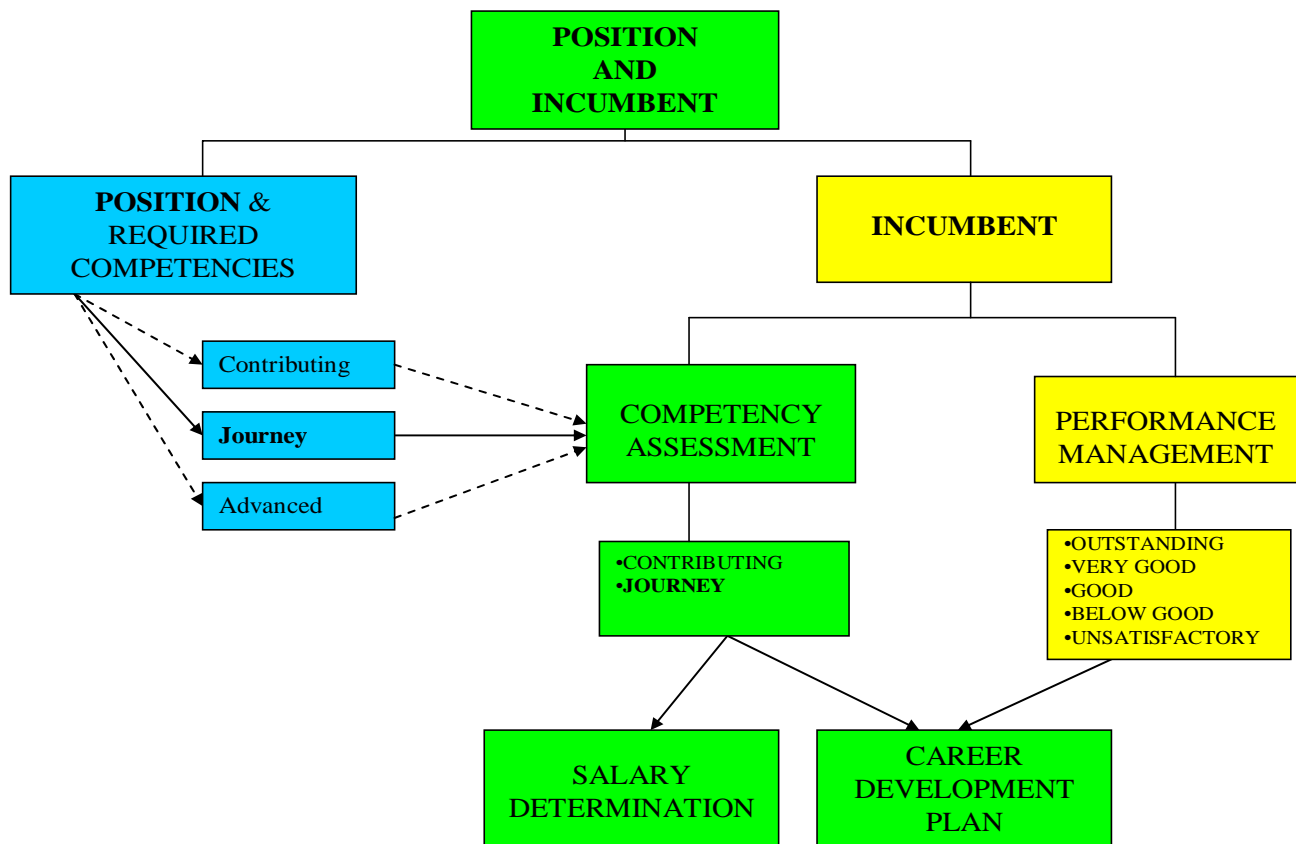 POSITION
AND
INCUMBENT
POSITION &
REQUIRED
COMPETENCIES
INCUMBENT
Contributing
Journey
Advanced
COMPETENCY
ASSESSMENT
PERFORMANCE
MANAGEMENT
•CONTRIBUTING
•JOURNEY
•OUTSTANDING
•VERY GOOD
•GOOD
•BELOW GOOD
•UNSATISFACTORY
SALARY
DETERMINATION
CAREER
DEVELOPMENT
PLAN